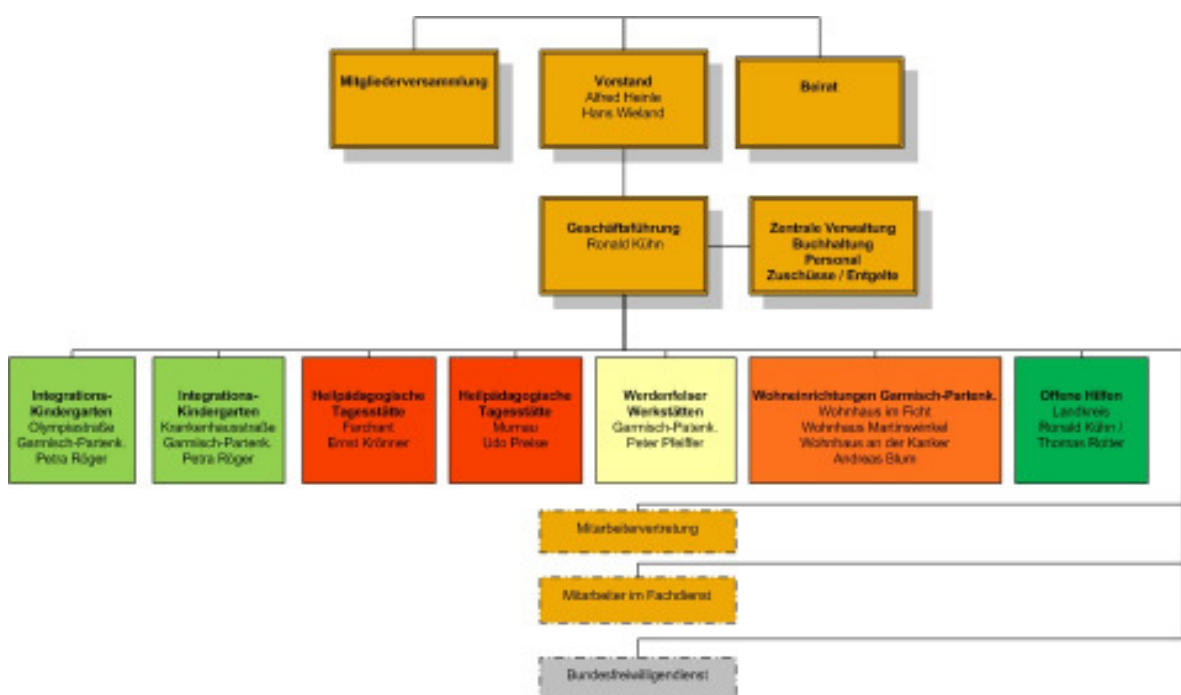 Mitgliederversammlung
Vorstand
Alfred Heinle
Hans Wieland
Beirat
Geschäftsführung
Ronald Kühn
Zentrale Verwaltung
Buchhaltung
Personal
Zuschüsse / Entgelte
Integrations-
Kindergarten
Olympiastraße
Garmisch-Partenk.
Petra Röger
Integrations-
Kindergarten
Krankenhausstraße
Garmisch-Partenk.
Petra Röger
Heilpädagogische
Tagesstätte
Farchant
Ernst Krönner
Heilpädagogische
Tagesstätte
Murnau
Udo Preise
Werdenfelser
Werkstätten
Garmisch-Patenk.
Peter Pfeiffer
Wohneinrichtungen Garmisch-Partenk.
Wohnhaus im Ficht
Wohnhaus Martinswinkel
Wohnhaus an der Kanker
Andreas Blum
Offene Hilfen
Landkreis
Ronald Kühn /
Thomas Rotter
Mitarbeitervertretung
Mitarbeiter im Fachdienst
Bundesfreiwilligendienst